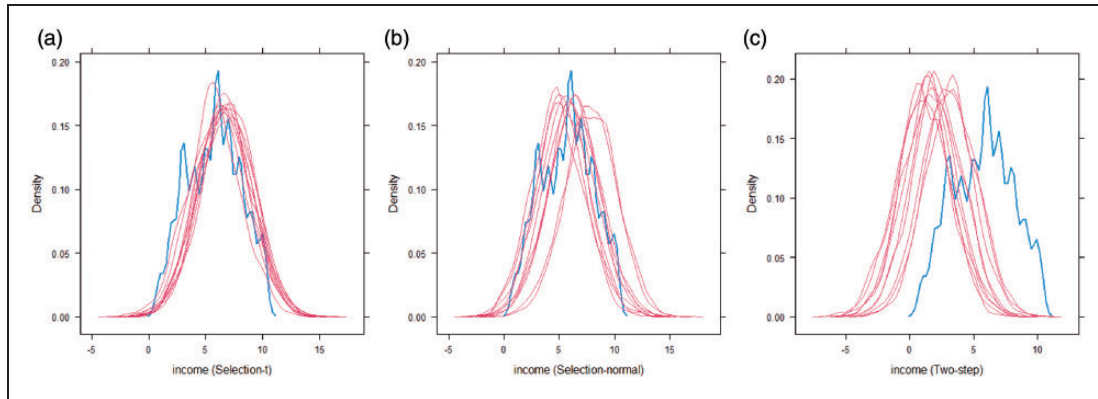 (a)
(b)
(c)
0.20
0.15
0.10
0.05
0.00
Density
-5 0 5 10 15
income (Selection-t)
0.20
0.15
0.10
0.05
0.00
Density
-5 0 5 10 15
income (Selection-normal)
0.20
0.15
0.10
0.05
0.00
Density
-5 0 5 10
income (Two-step)